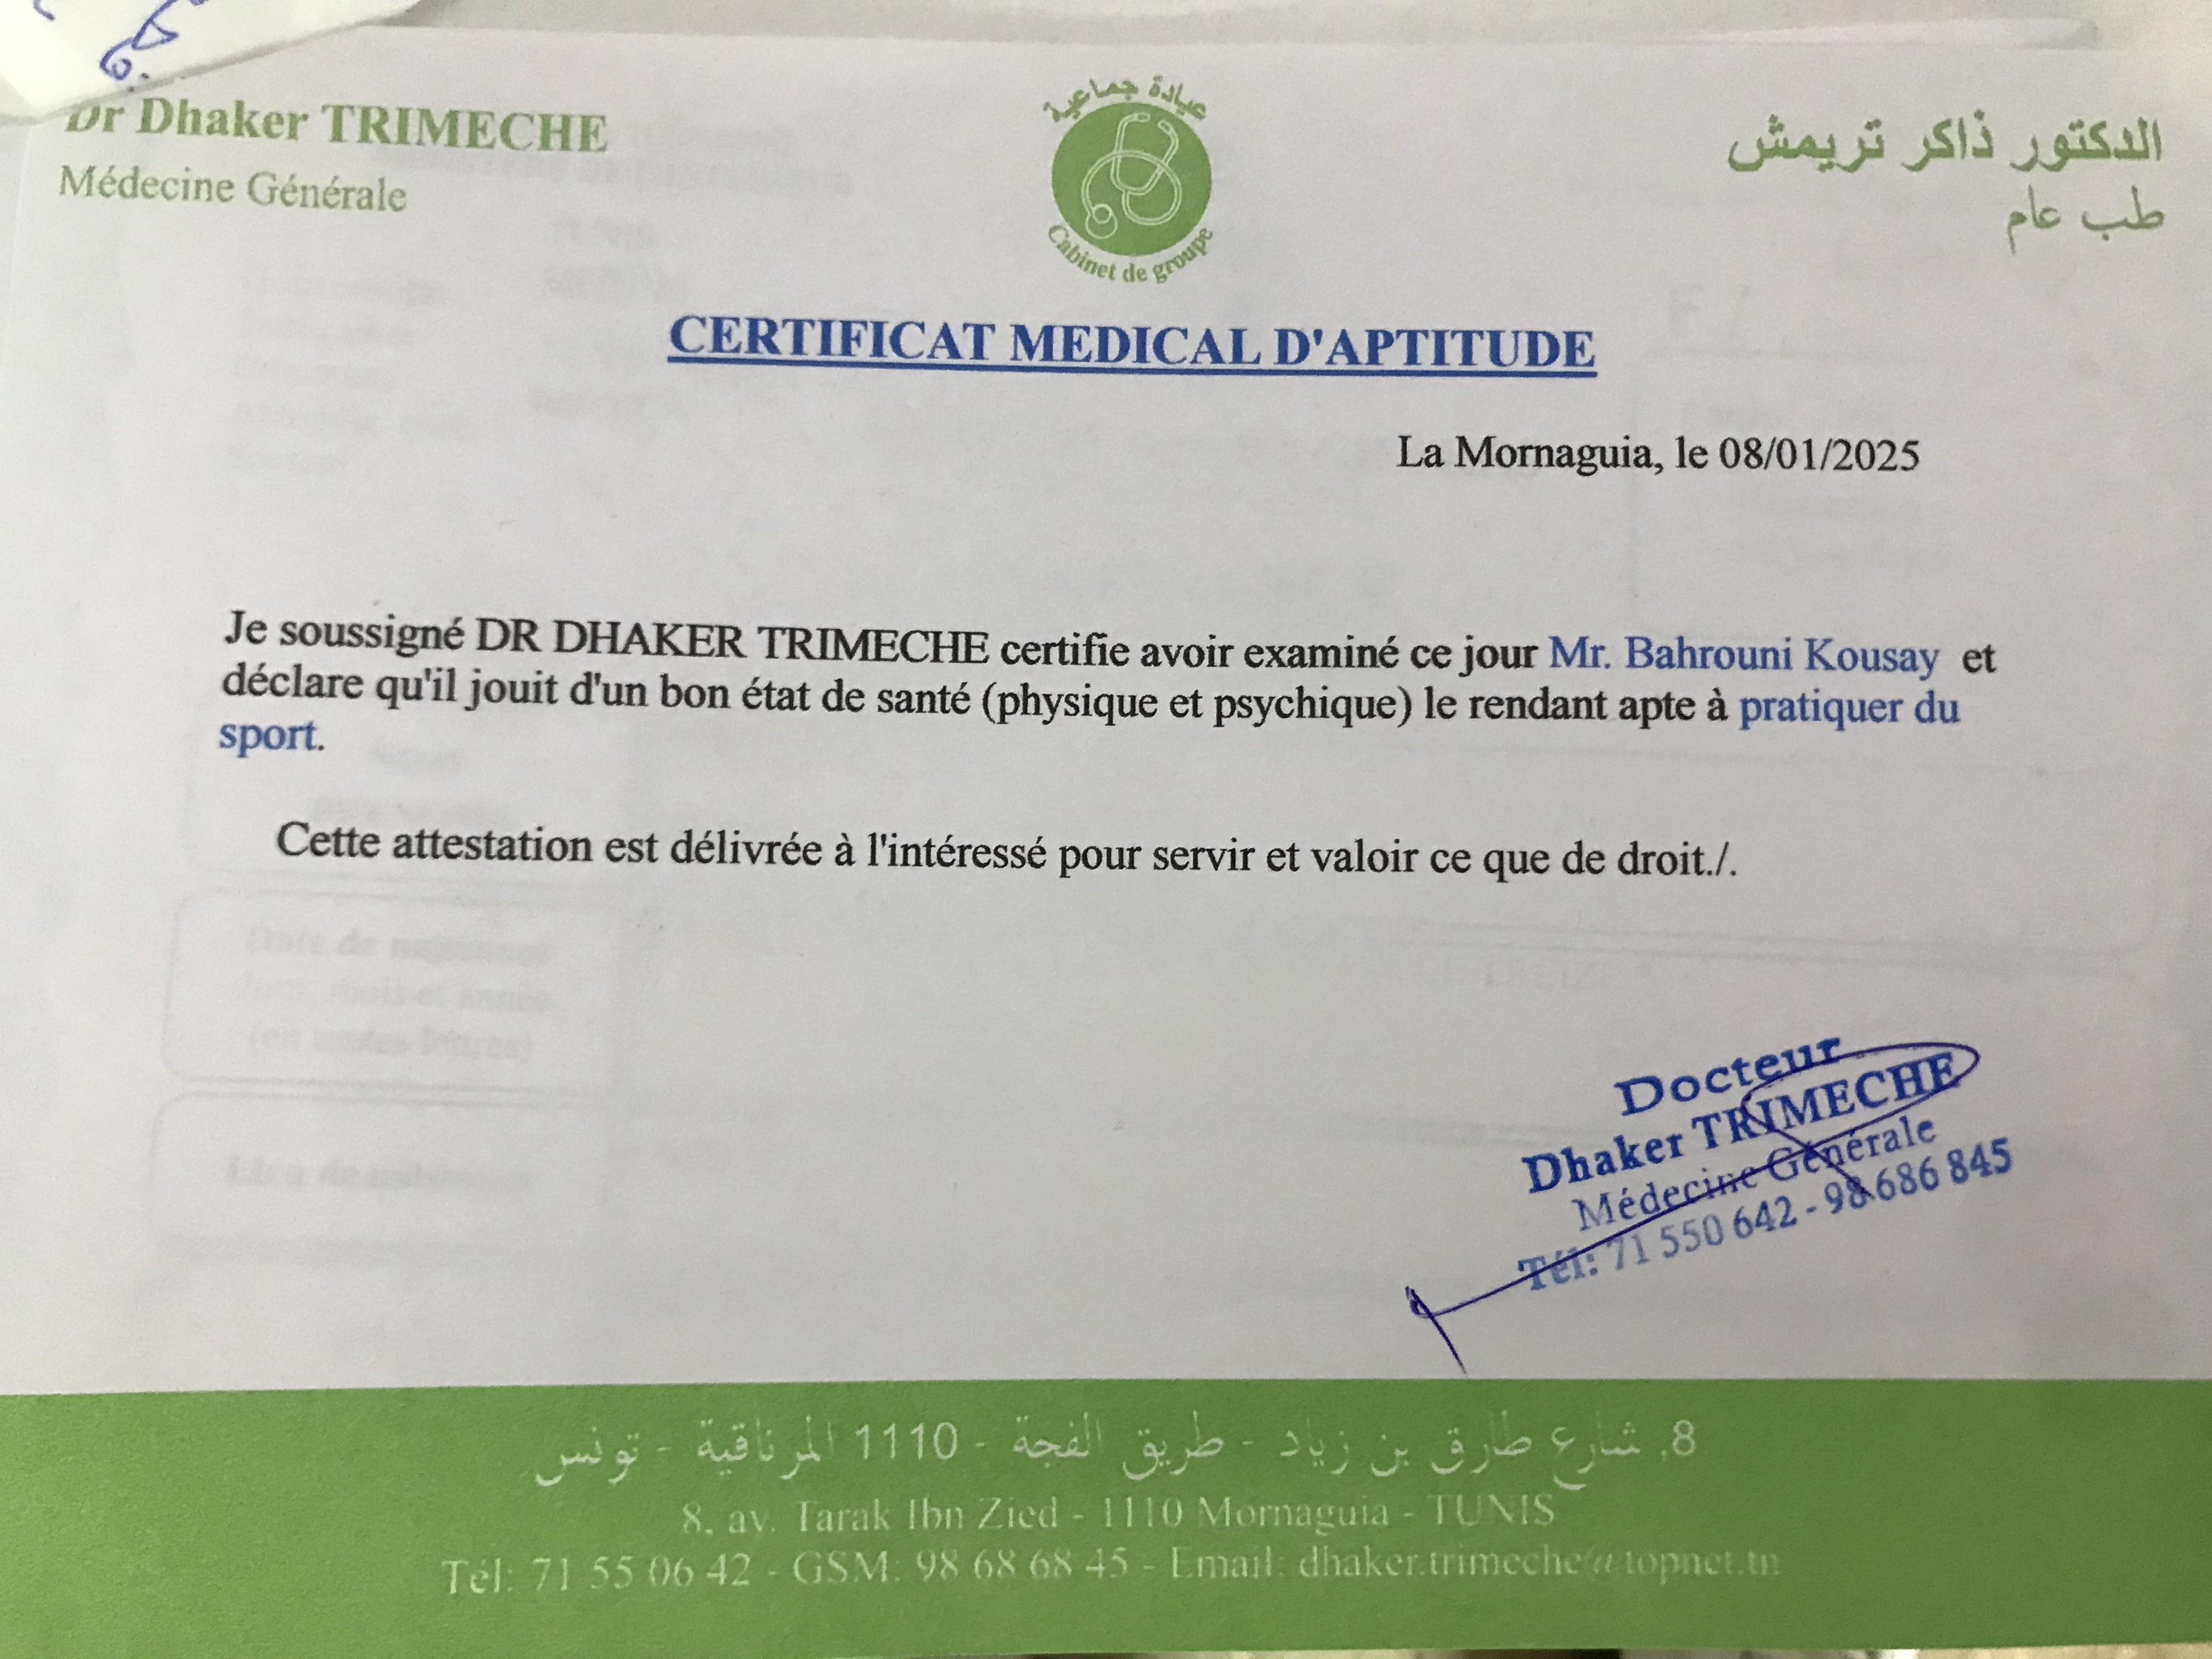 Dr Dhaker TRIMECHE
Médecine Générale
عيادة جماعية
Cabinet de groupe
الدكتور ذاكر تريمش
طب عام
CERTIFICAT MEDICAL D'APTITUDE
La Mornaguia, le 08/01/2025
Je soussigné DR DHAKER TRIMECHE certifie avoir examiné ce jour Mr. Bahrouni Kousay et
déclare qu'il jouit d'un bon état de santé (physique et psychique) le rendant apte à pratiquer du
sport.
Cette attestation est délivrée à l'intéressé pour servir et valoir ce que de droit./.
Docteur
Dhaker TRIMECHE
Médecine Générale
Tél: 71 550 642 - 98 686 845
8, شارع طارق بن زياد - طريق الفجة - 1110 المرناقية - تونس
8, av. Tarak Ibn Zied - 1110 Mornaguia - TUNIS
Tél: 71 55 06 42 - GSM: 98 68 68 45 - Email: dhaker.trimeche@topnet.tn